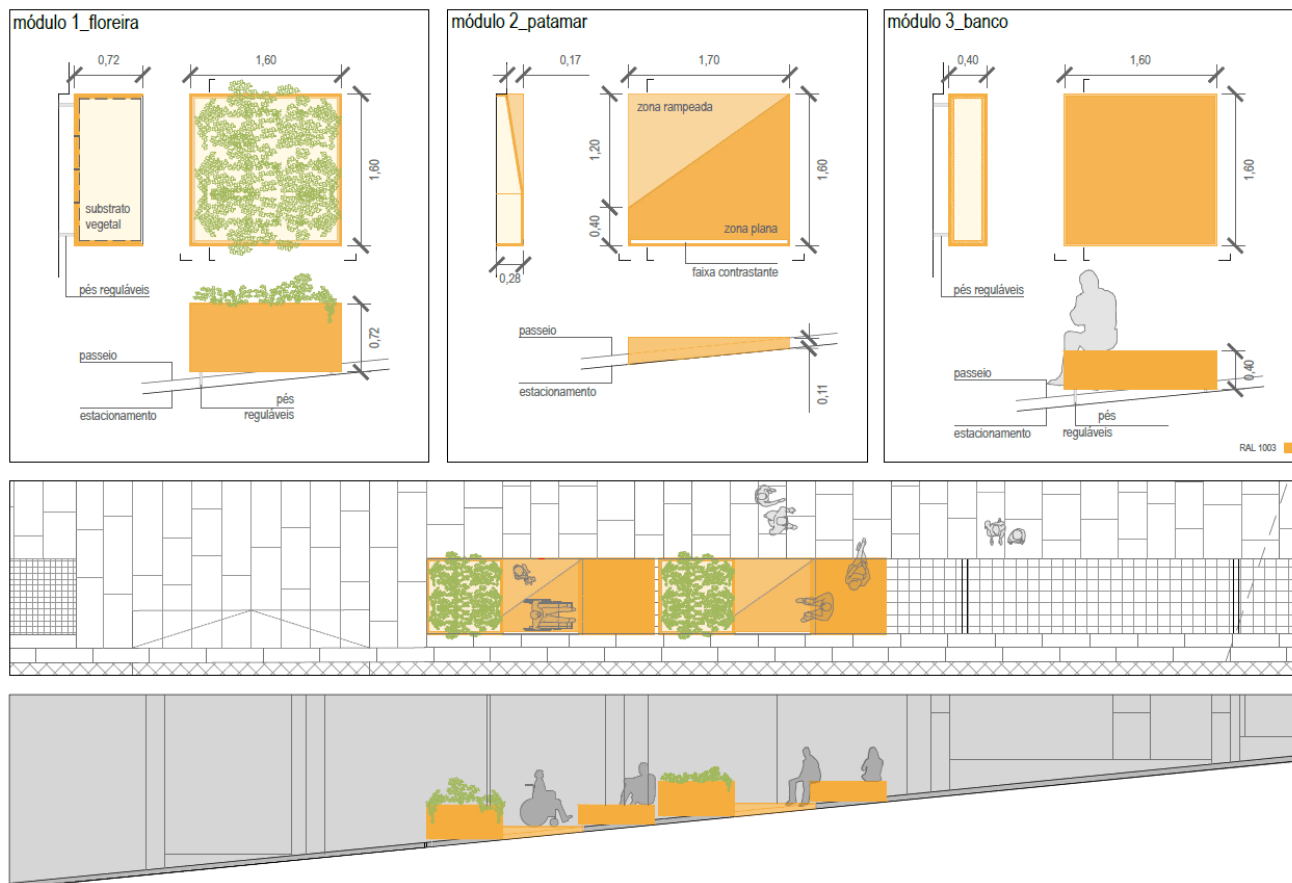 módulo 1_floreira
0,72
1,60
substrato
vegetal
1,60
pés reguláveis
passeio
0,72
estacionamento
pés
reguláveis
módulo 2_patamar
0,17
1,70
zona rampeada
1,20
1,60
0,40
zona plana
0,28
faixa contrastante
passeio
estacionamento
0,11
módulo 3_banco
0,40
1,60
1,60
pés reguláveis
passeio
0,40
pés
estacionamento
reguláveis
RAL 1003